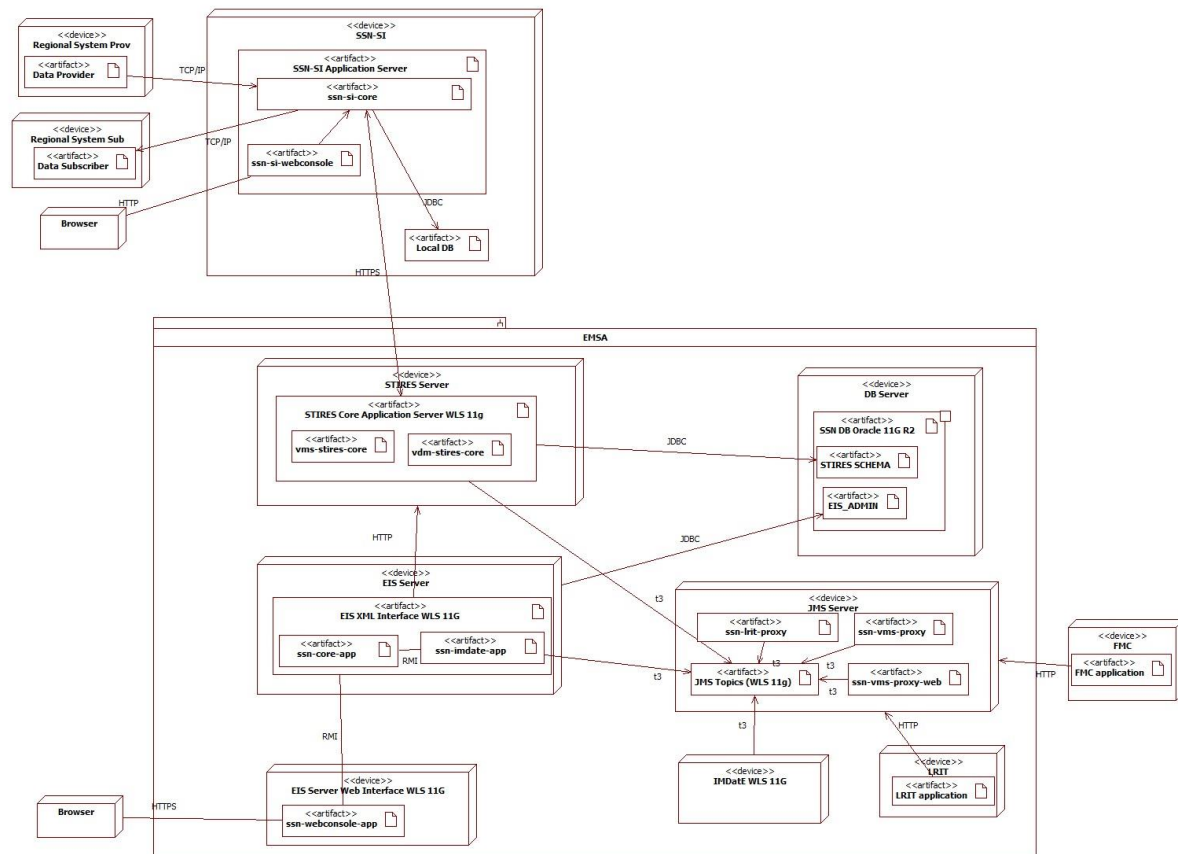 <<device>>
SSN-SI
<<device>>
Regional System Prov
<<artifact>>
Data Provider
TCP/IP
<<artifact>>
SSN-SI Application Server
<<artifact>>
ssn-si-core
<<device>>
Regional System Sub
<<artifact>>
Data Subscriber
TCP/IP
<<artifact>>
ssn-si-webconsole
HTTP
JDBC
Browser
<<artifact>>
Local DB
HTTPS
EMSA
<<device>>
STIRES Server
<<artifact>>
STIRES Core Application Server WLS 11g
<<artifact>>
vms-stires-core
<<artifact>>
vdm-stires-core
JDBC
<<device>>
DB Server
<<artifact>>
SSN DB Oracle 11G R2
<<artifact>>
STIRES SCHEMA
<<artifact>>
EIS_ADMIN
HTTP
JDBC
<<device>>
EIS Server
<<artifact>>
EIS XML Interface WLS 11G
<<artifact>>
ssn-core-app
RMI
<<artifact>>
ssn-imdate-app
t3
t3
<<device>>
JMS Server
<<artifact>>
ssn-lrit-proxy
<<artifact>>
ssn-vms-proxy
t3
t3
<<artifact>>
JMS Topics (WLS 11g)
<<artifact>>
ssn-vms-proxy-web
t3
<<device>>
FMC
<<artifact>>
FMC application
HTTP
RMI
t3
HTTP
<<device>>
IMDatE WLS 11G
<<device>>
LRIT
<<artifact>>
LRIT application
<<device>>
EIS Server Web Interface WLS 11G
<<artifact>>
ssn-webconsole-app
HTTPS
Browser